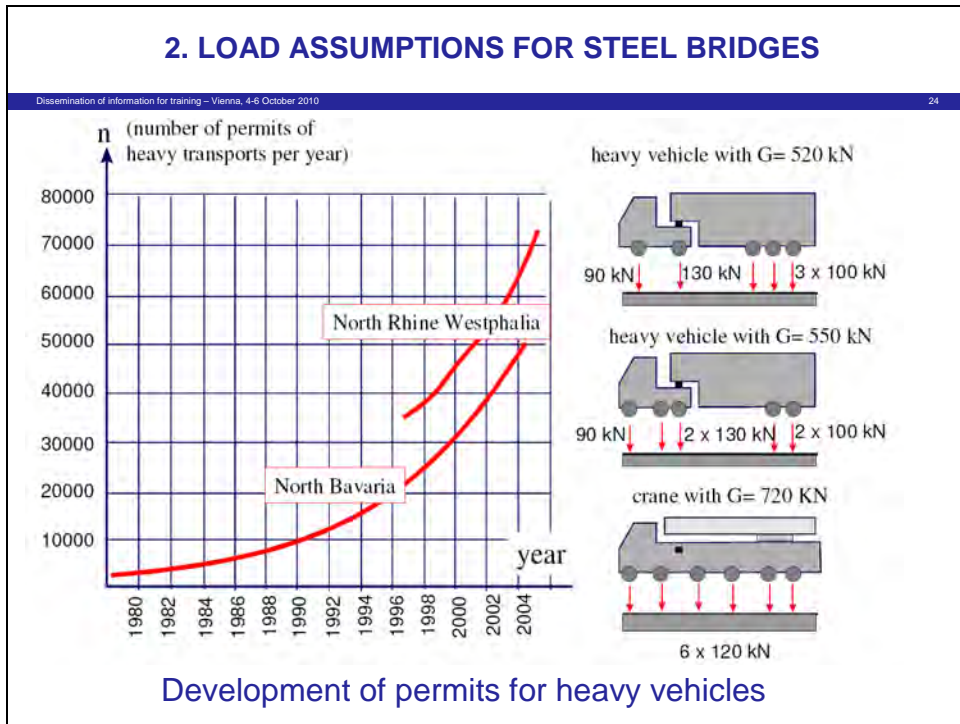 2. LOAD ASSUMPTIONS FOR STEEL BRIDGES
Dissemination of information for training – Vienna, 4-6 October 2010
24
n (number of permits of
heavy transports per year)
80000
70000
60000
50000
40000
30000
20000
10000
North Rhine Westphalia
North Bavaria
year
1980
1982
1984
1986
1988
1990
1992
1994
1996
1998
2000
2002
2004
heavy vehicle with G= 520 kN
90 kN 130 kN 3 x 100 kN
heavy vehicle with G= 550 kN
90 kN 2 x 130 kN 2 x 100 kN
crane with G= 720 KN
6 x 120 kN
Development of permits for heavy vehicles